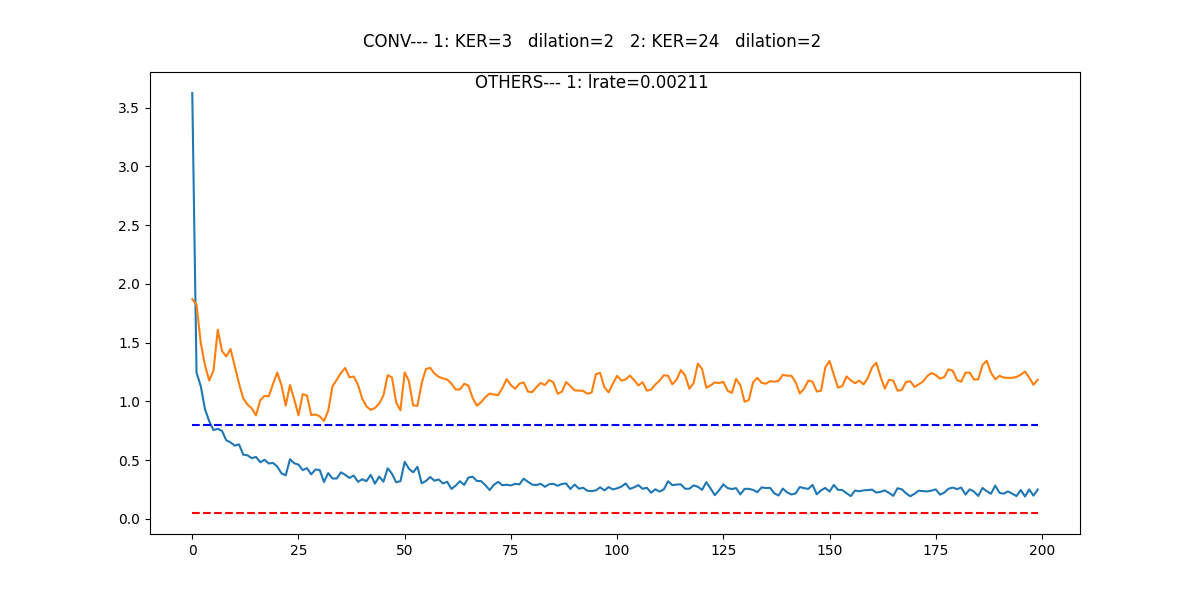 CONV--- 1: KER=3   dilation=2   2: KER=24   dilation=2
OTHERS--- 1: lrate=0.00211
3.5
3.0
2.5
2.0
1.5
1.0
0.5
0.0
0 25 50 75 100 125 150 175 200